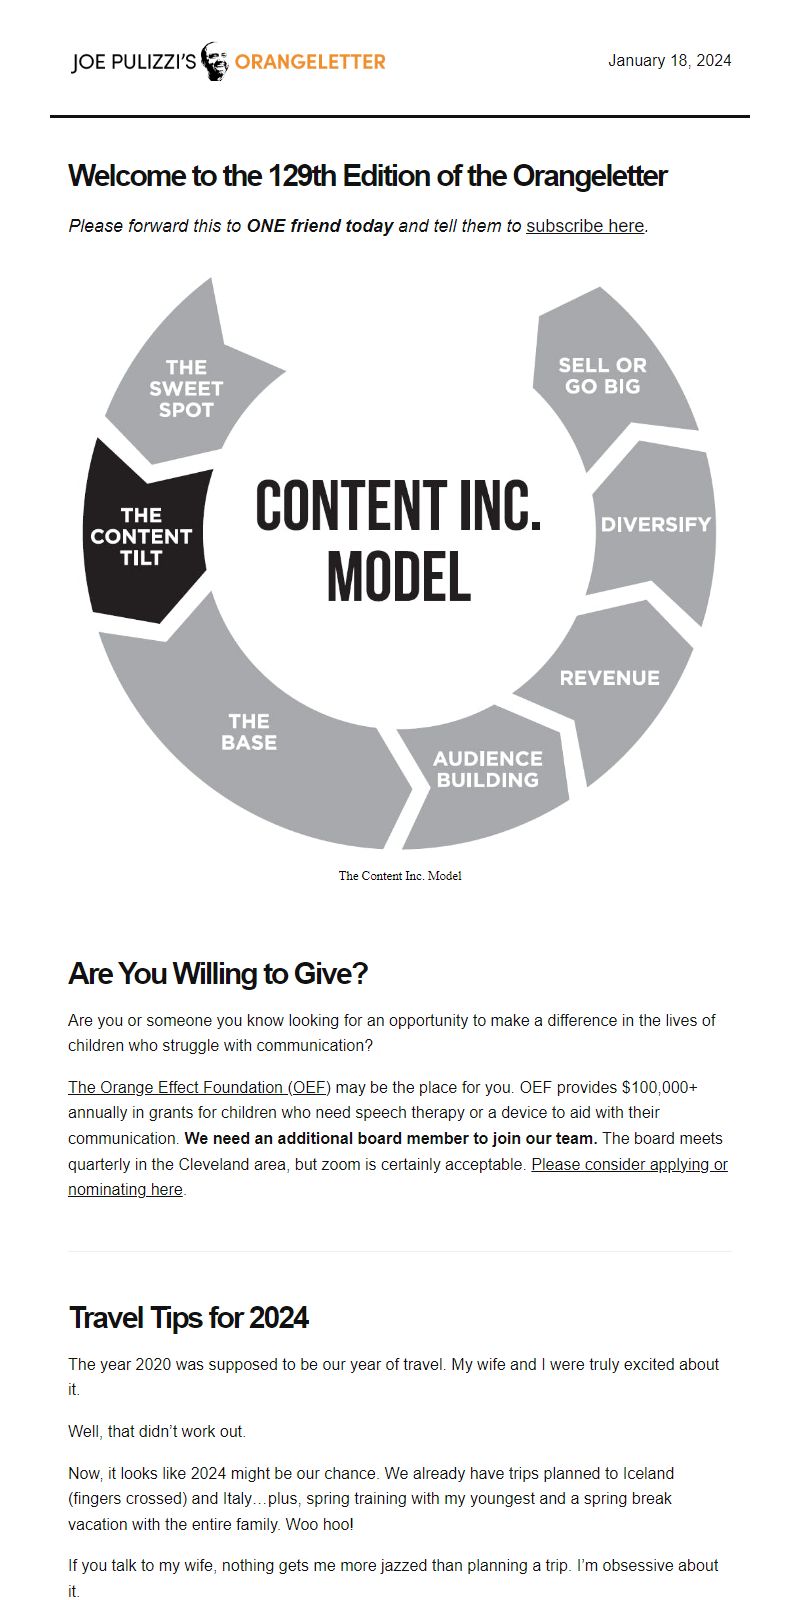 JOE PULIZZI'S ORANGELETTER
January 18, 2024
Welcome to the 129th Edition of the Orangeletter
Please forward this to ONE friend today and tell them to subscribe here.
THE
SWEET
SPOT
THE
CONTENT
TILT
THE
BASE
AUDIENCE
BUILDING
REVENUE
DIVERSIFY
SELL OR
GO BIG
CONTENT INC.
MODEL
The Content Inc. Model
Are You Willing to Give?
Are you or someone you know looking for an opportunity to make a difference in the lives of
children who struggle with communication?
The Orange Effect Foundation (OEF) may be the place for you. OEF provides $100,000+
annually in grants for children who need speech therapy or a device to aid with their
communication. We need an additional board member to join our team. The board meets
quarterly in the Cleveland area, but zoom is certainly acceptable. Please consider applying or
nominating here.
Travel Tips for 2024
The year 2020 was supposed to be our year of travel. My wife and I were truly excited about
it.
Well, that didn’t work out.
Now, it looks like 2024 might be our chance. We already have trips planned to Iceland
(fingers crossed) and Italy…plus, spring training with my youngest and a spring break
vacation with the entire family. Woo hoo!
If you talk to my wife, nothing gets me more jazzed than planning a trip. I’m obsessive about
it.